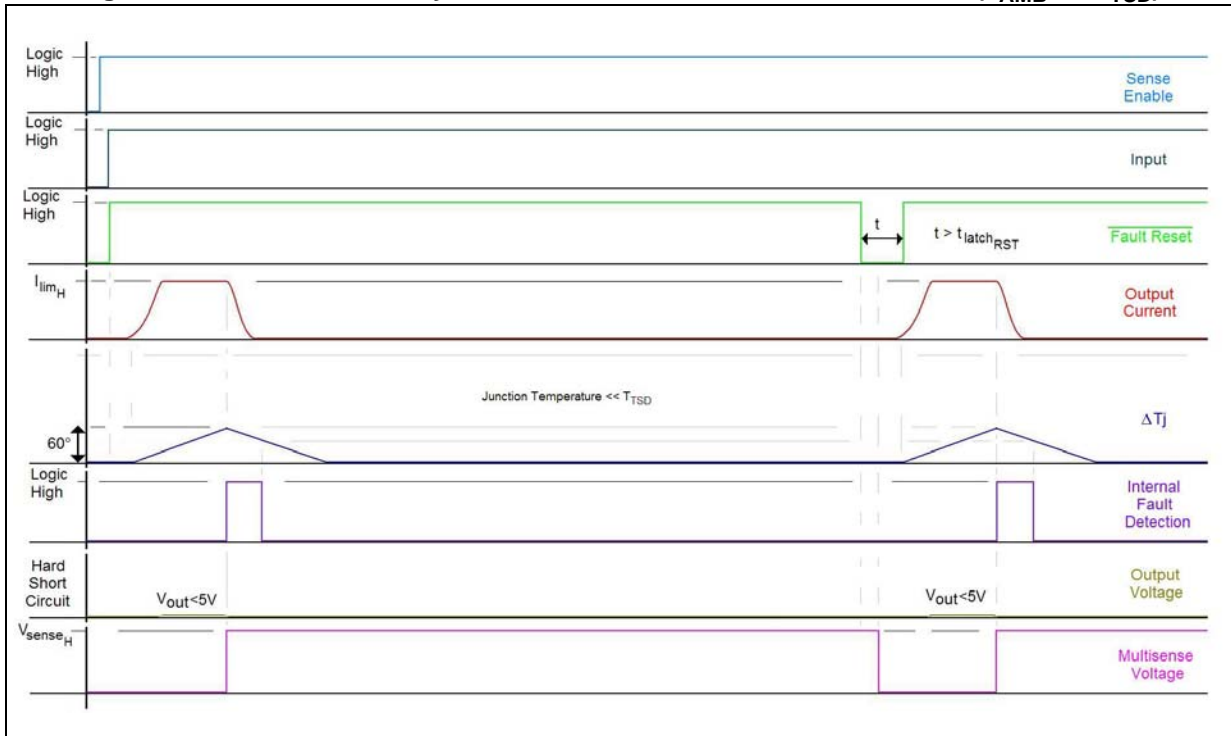 Logic
High
Sense
Enable
Logic
High
Input
Logic
High
t
t > tlatchRST
Fault Reset
IlimH
Output
Current
Junction Temperature << TTSD
60°
ΔTj
Logic
High
Internal
Fault
Detection
Hard
Short
Circuit
Vout<5V
Vout<5V
Output
Voltage
VsenseH
Multisense
Voltage